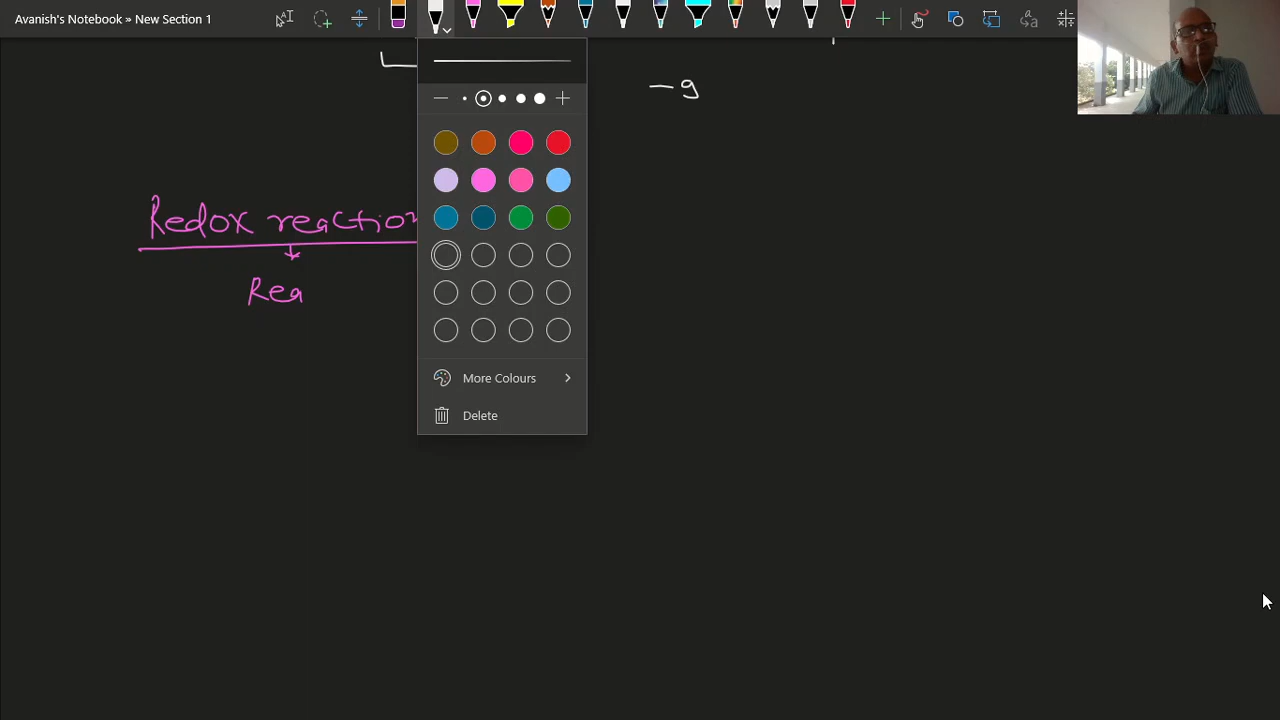 Avanish's Notebook » New Section 1
– g
Redox reaction
Rea
More Colours
Delete